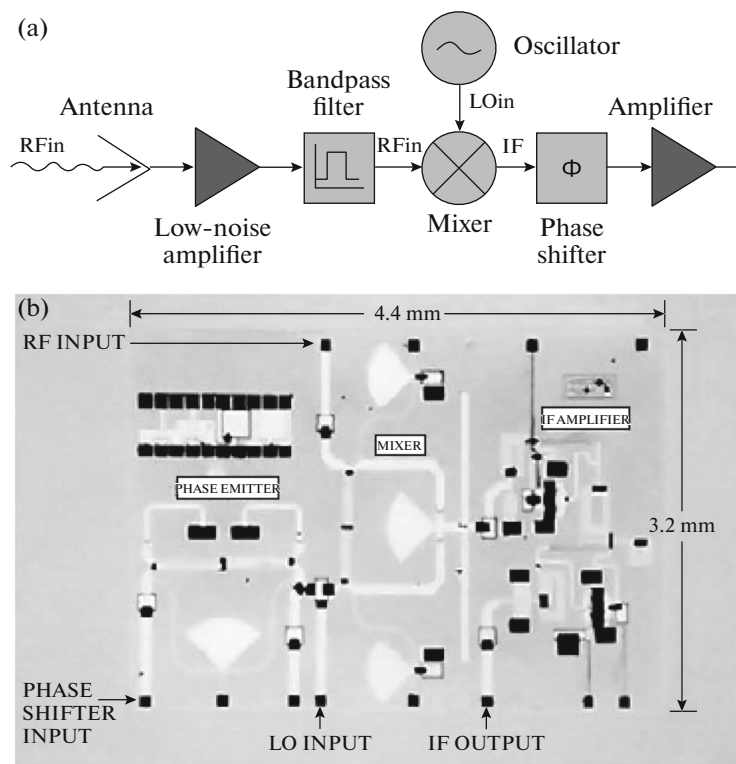 (a)
Oscillator
Bandpass
filter
LOin
Antenna
Amplifier
RFin
RFin
IF
Φ
Low-noise
amplifier
Mixer
Phase
shifter
(b)
4.4 mm
RF INPUT
IF AMPLIFIER
MIXER
PHASE EMITTER
3.2 mm
PHASE
SHIFTER
INPUT
LO INPUT
IF OUTPUT